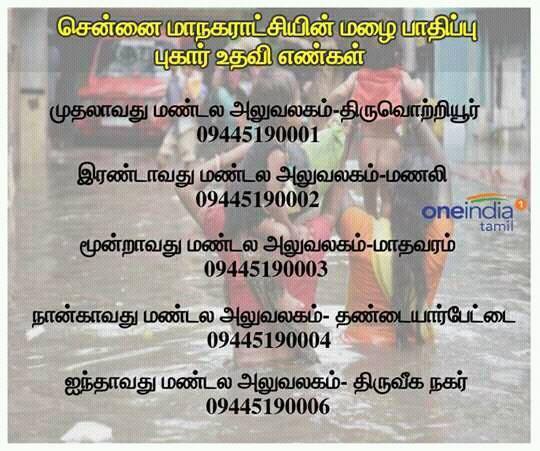 சென்னை மாநகராட்சியின் மழை பாதிப்பு
புகார் உதவி எண்கள்
முதலாவது மண்டல அலுவலகம்-திருவொற்றியூர்
09445190001
இரண்டாவது மண்டல அலுவலகம்-மணலி
09445190002
மூன்றாவது மண்டல அலுவலகம்-மாதவரம்
09445190003
நான்காவது மண்டல அலுவலகம்- தண்டையார்பேட்டை
09445190004
ஐந்தாவது மண்டல அலுவலகம்- திருவீக நகர்
09445190006
oneindia 1
tamil